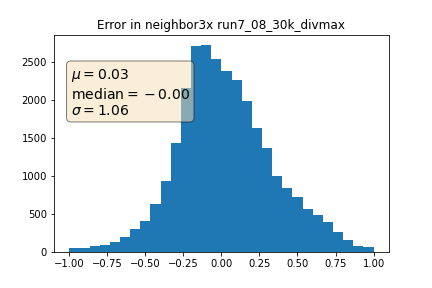 Error in neighbor3x run7_08_30k_divmax
μ = 0.03
median = −0.00
σ = 1.06
2500
2000
1500
1000
500
0
−1.00 −0.75 −0.50 −0.25 0.00 0.25 0.50 0.75 1.00